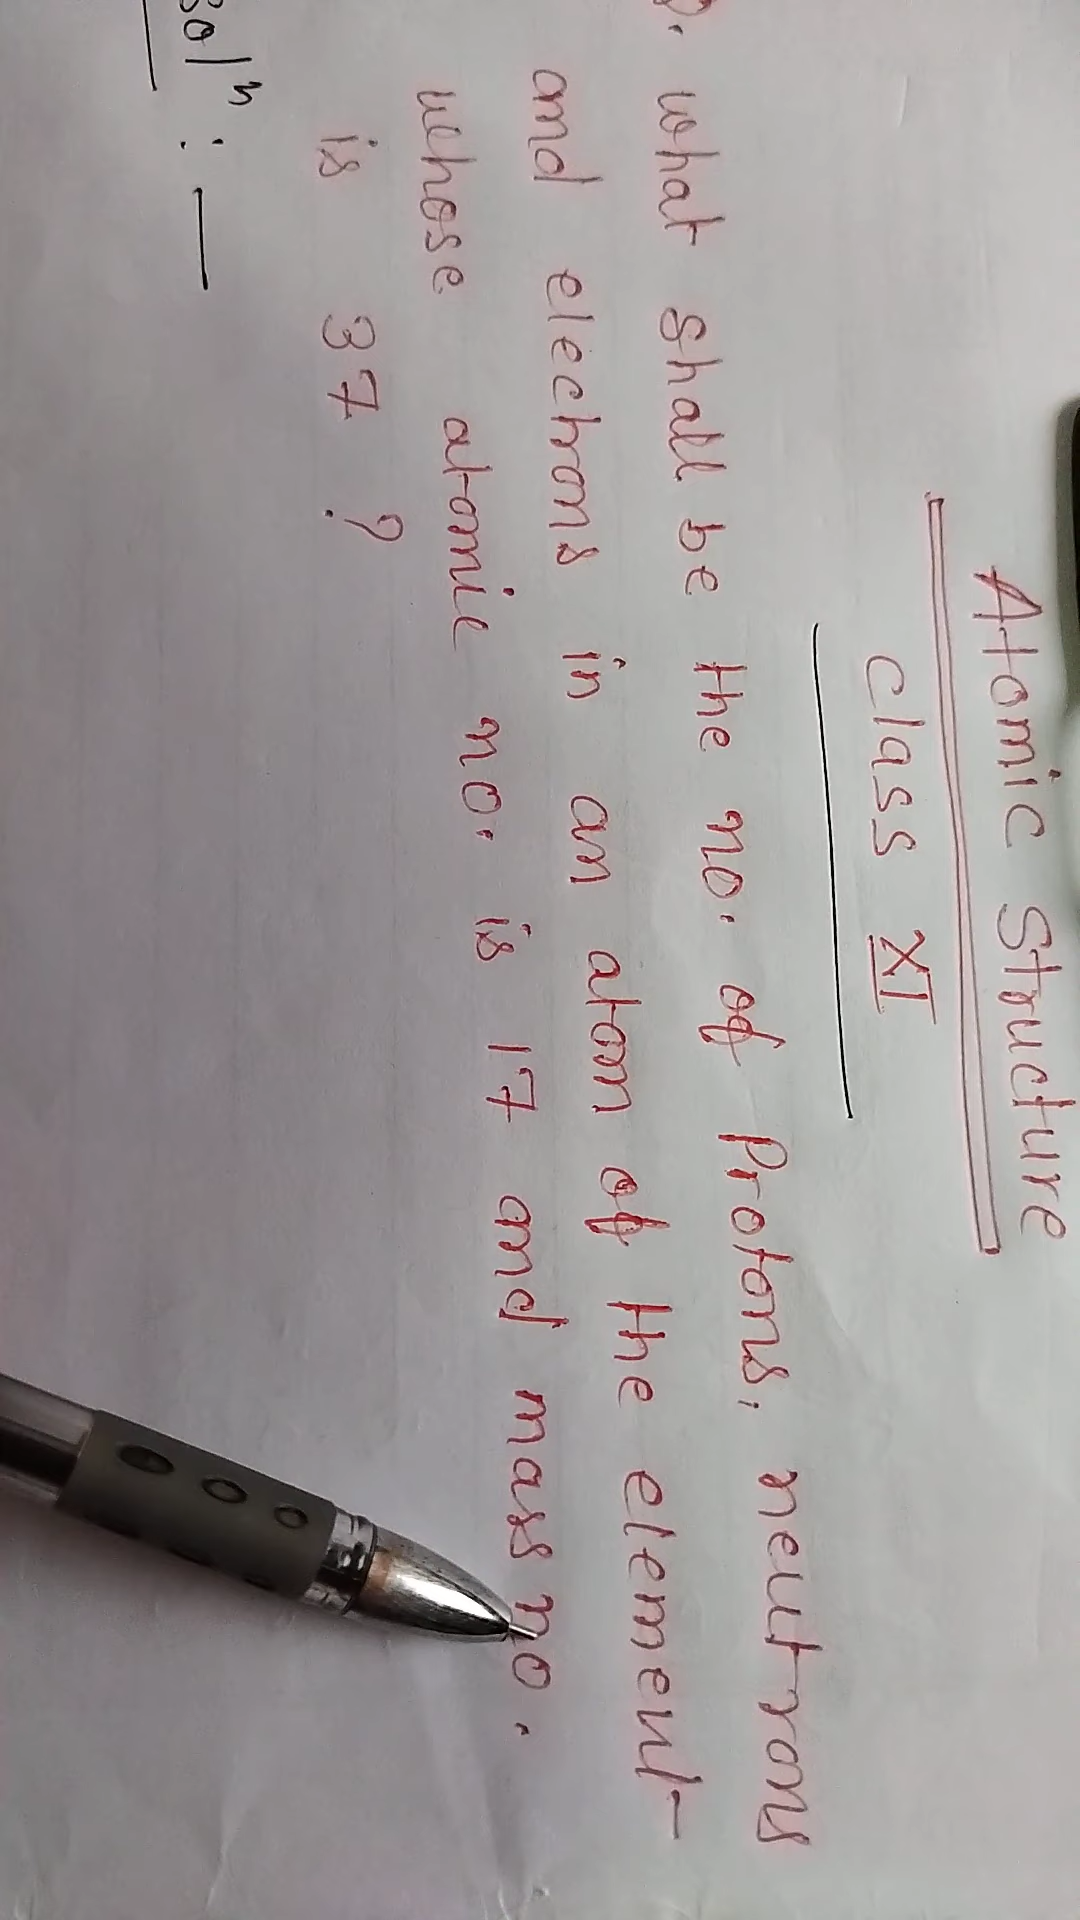 Atomic Structure
Class XI
what shall be the no. of Protons, neutrons
and electrons in an atom of the element
whose atomic no. is 17 and mass no.
is 37 ?
Solⁿ : —